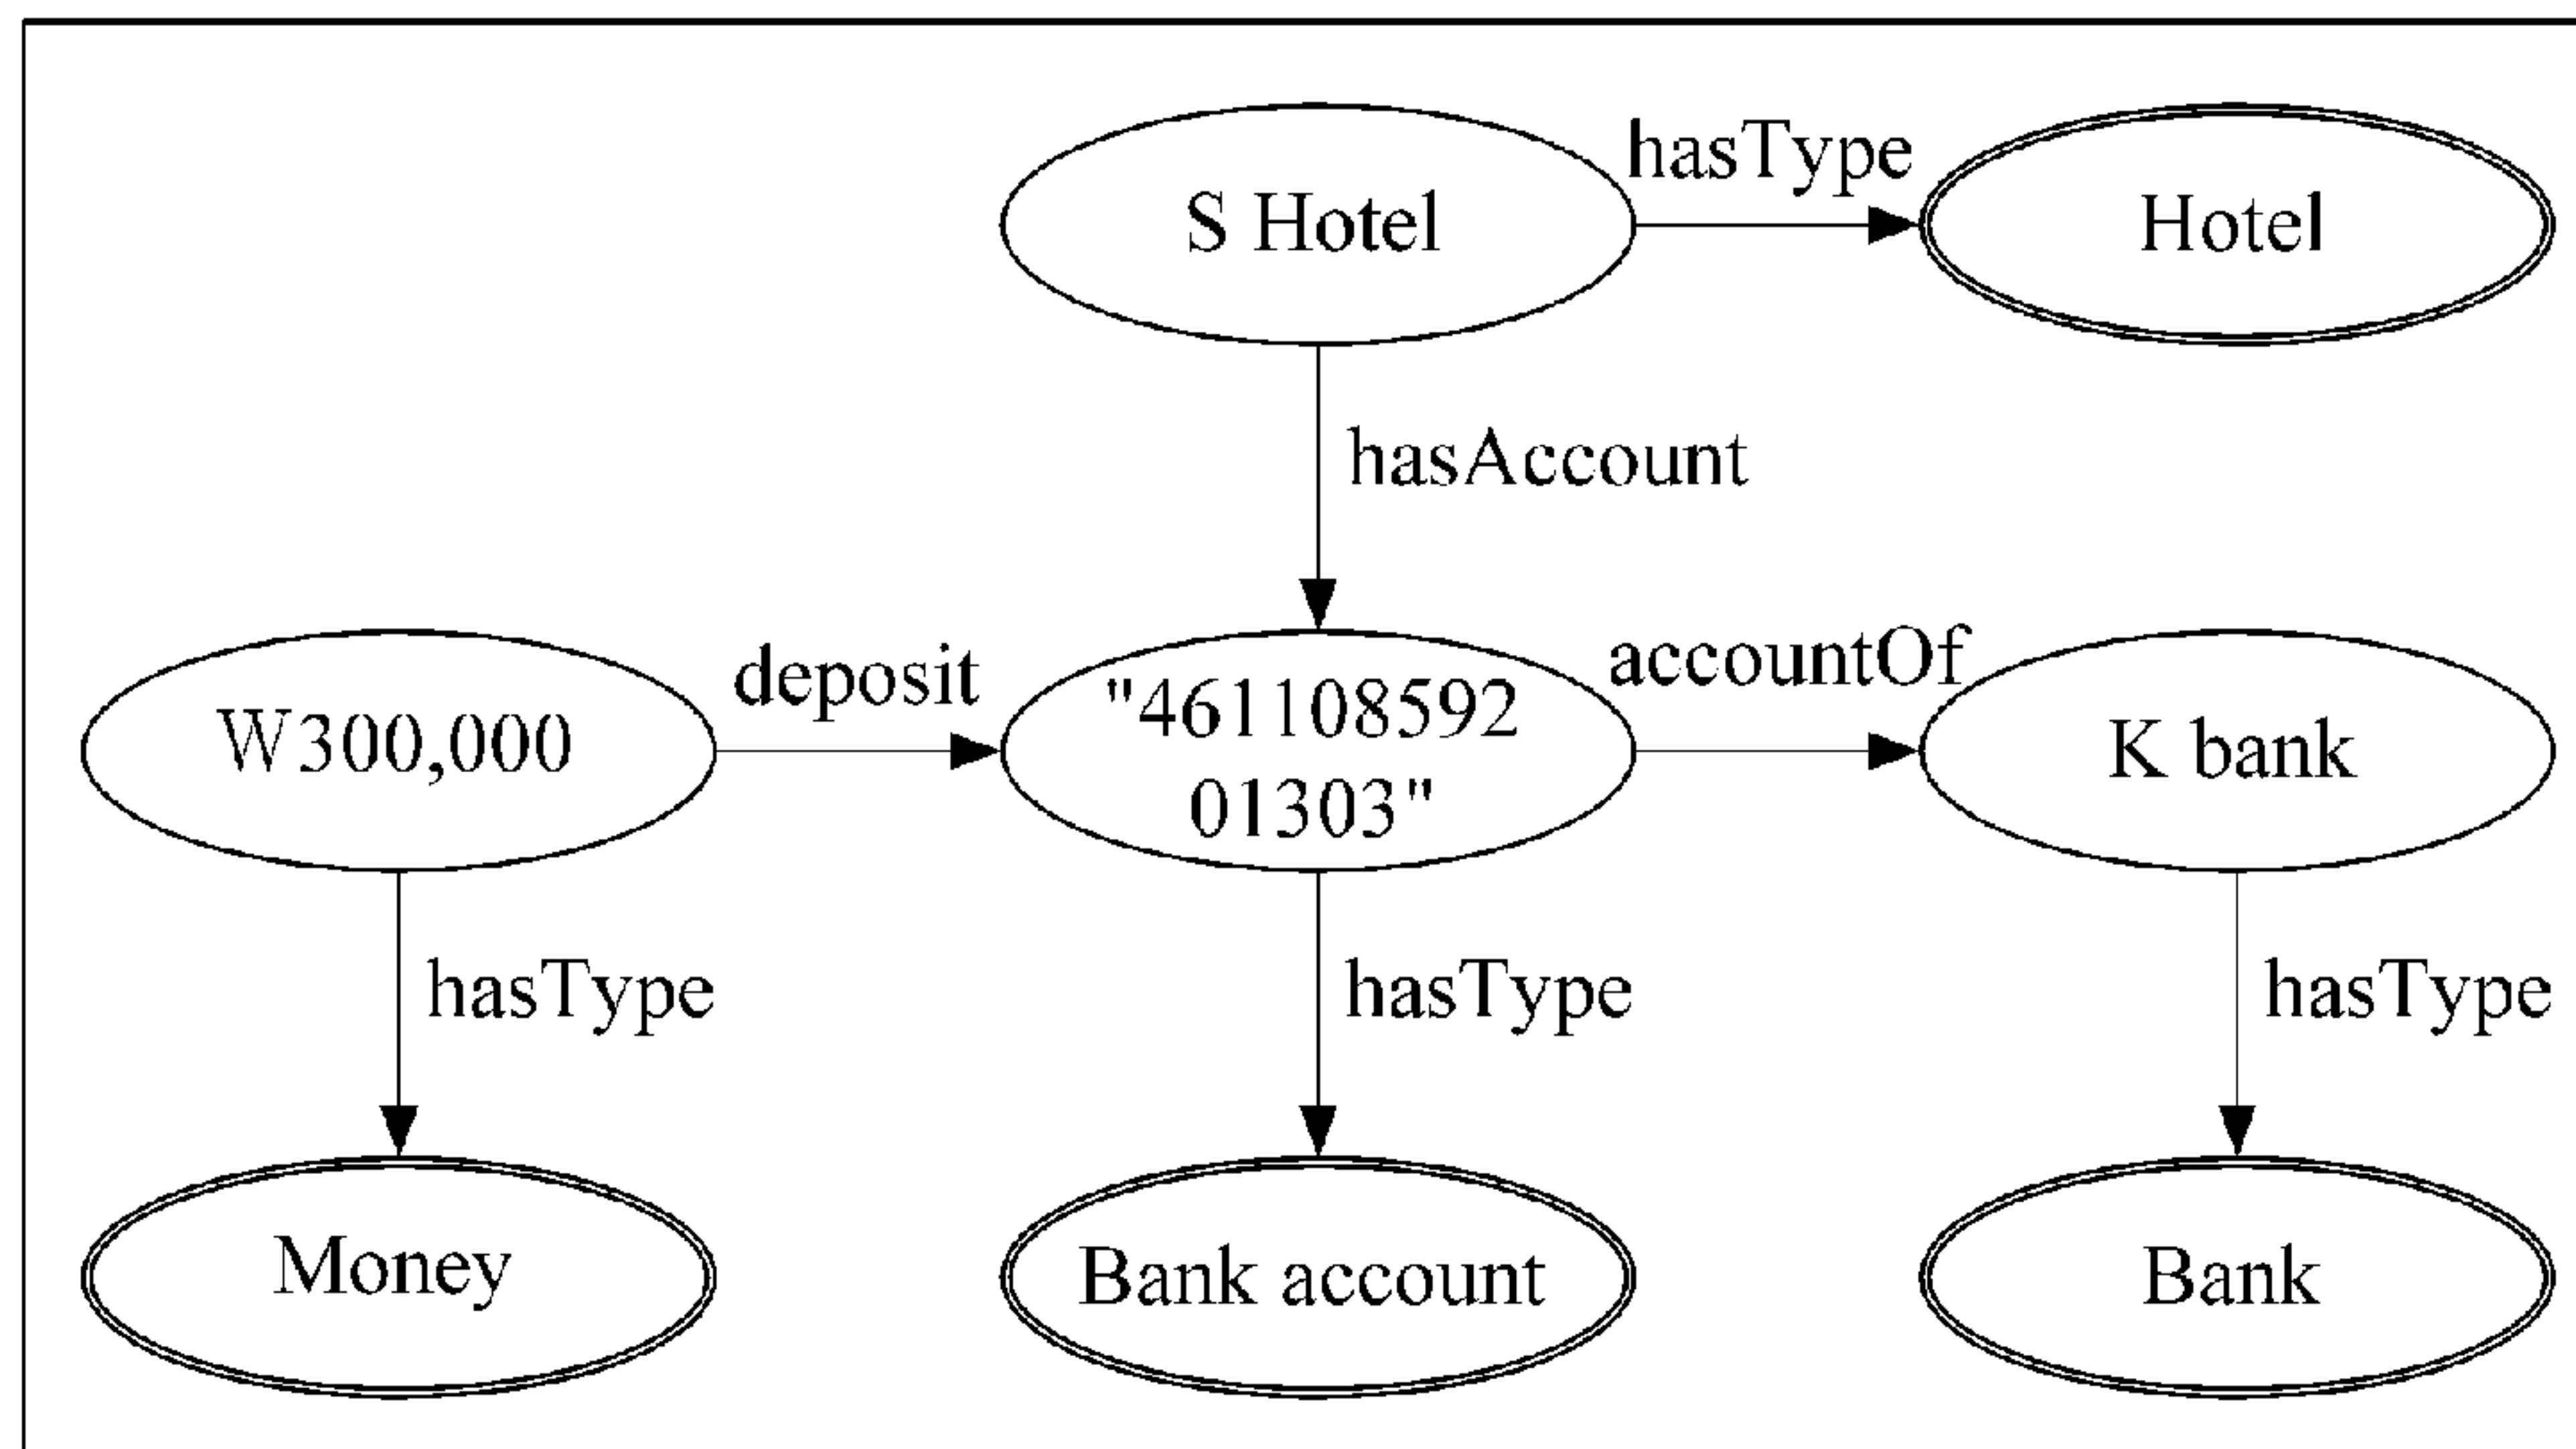 S Hotel
hasType
Hotel
hasAccount
W300,000
deposit
"461108592
01303"
accountOf
K bank
hasType
hasType
hasType
Money
Bank account
Bank